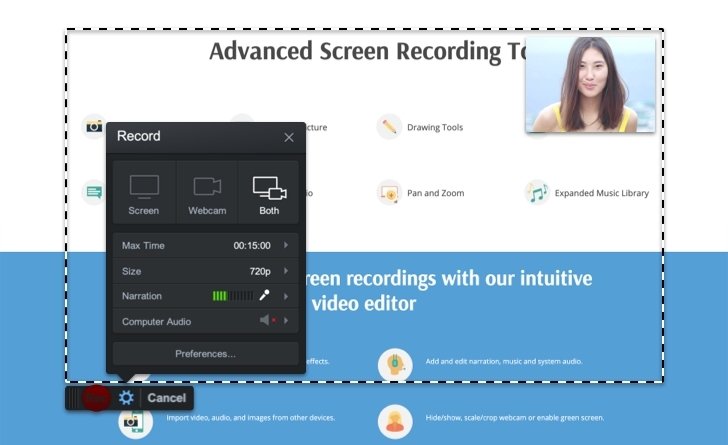 Advanced Screen Recording To
Record
cture
Drawing Tools
Screen
Webcam
Both
io
Pan and Zoom
Expanded Music Library
Max Time 00:15:00
Size 720p
Narration
Computer Audio
Preferences...
reen recordings with our intuitive
video editor
effects.
Add and edit narration, music and system audio.
Cancel
Import video, audio, and images from other devices.
Hide/show, scale/crop webcam or enable green screen.